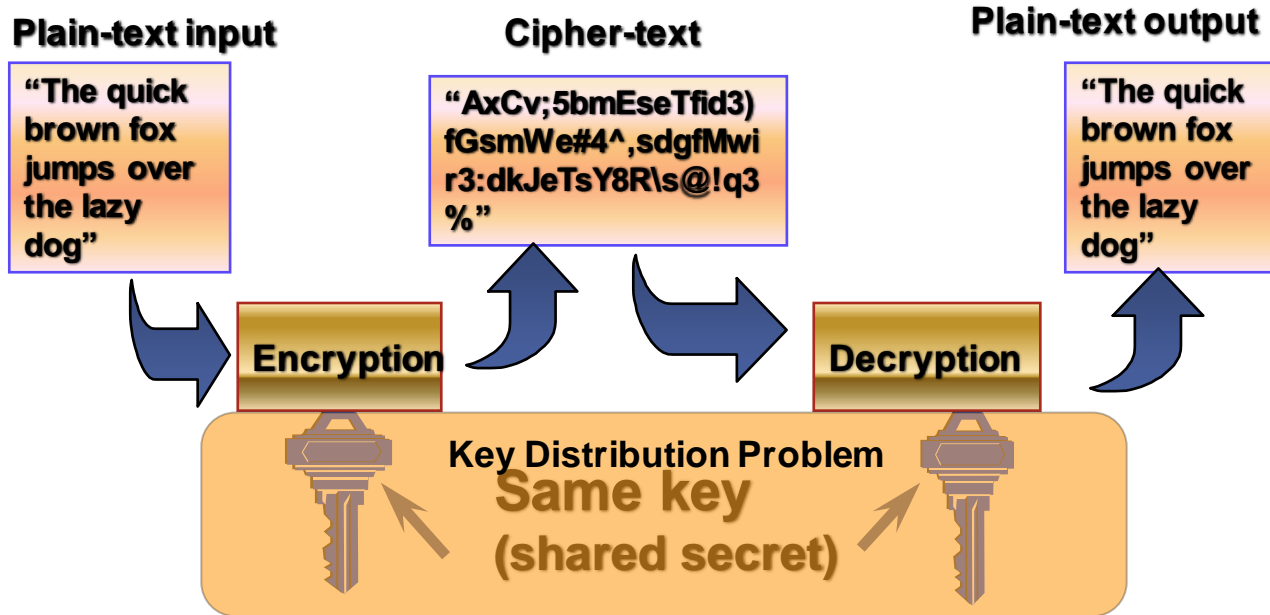 Plain-text input
Cipher-text
Plain-text output
“The quick
brown fox
jumps over
the lazy
dog”
“AxCv;5bmEseTfid3)
fGsmWe#4^,sdgfMwi
r3:dkJeTsY8R\s@!q3
%”
“The quick
brown fox
jumps over
the lazy
dog”
Encryption
Decryption
Key Distribution Problem
Same key
(shared secret)